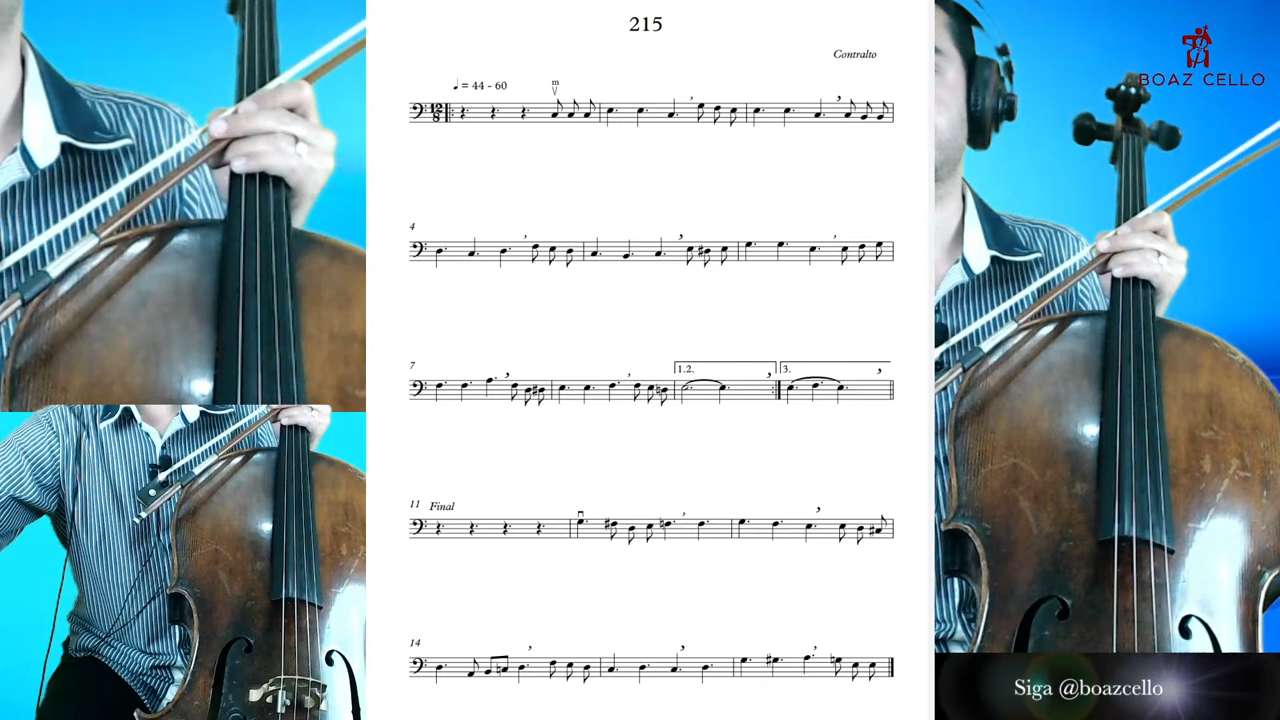 215
Contralto
♩ = 44 - 60
m
4
7
1.2.
3.
11 Final
14
BOAZ CELLO
Siga @boazcello